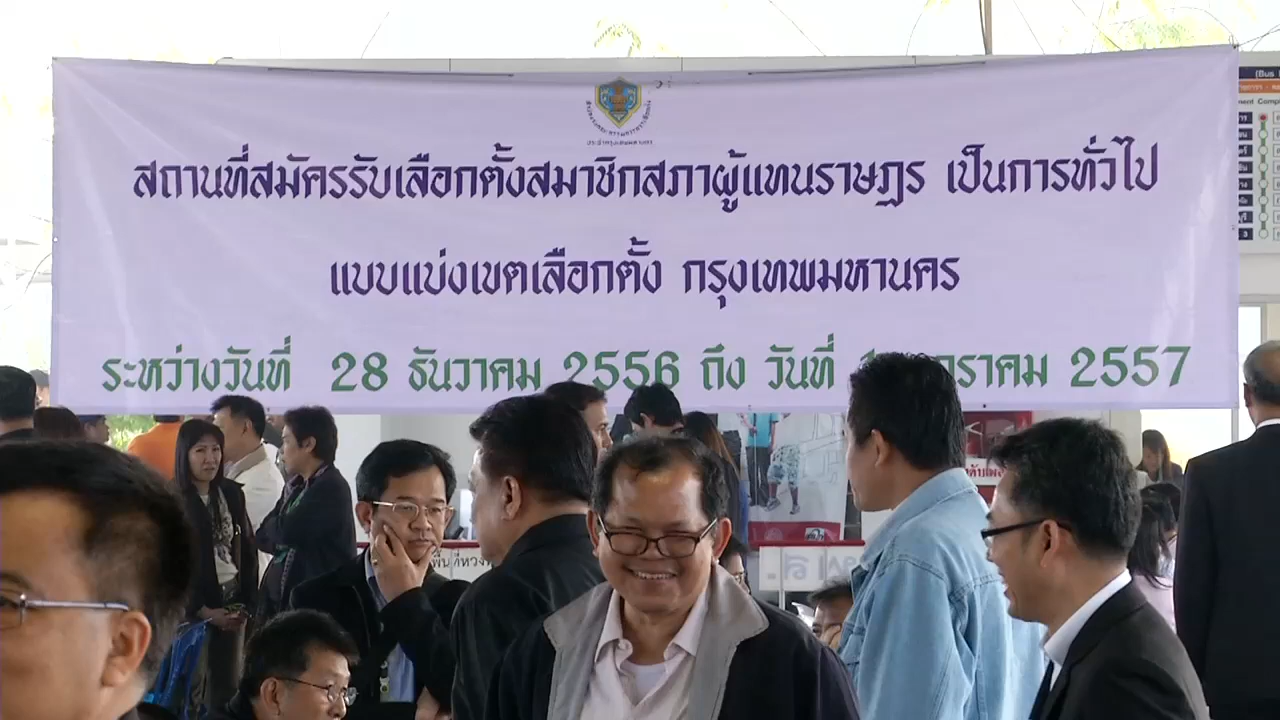 สถานที่สมัครรับเลือกตั้งสมาชิกสภาผู้แทนราษฎร เป็นการทั่วไป
แบบแบ่งเขตเลือกตั้ง กรุงเทพมหานคร
ระหว่างวันที่ 28 ธันวาคม 2556 ถึง วันที่ 2557
(Bus